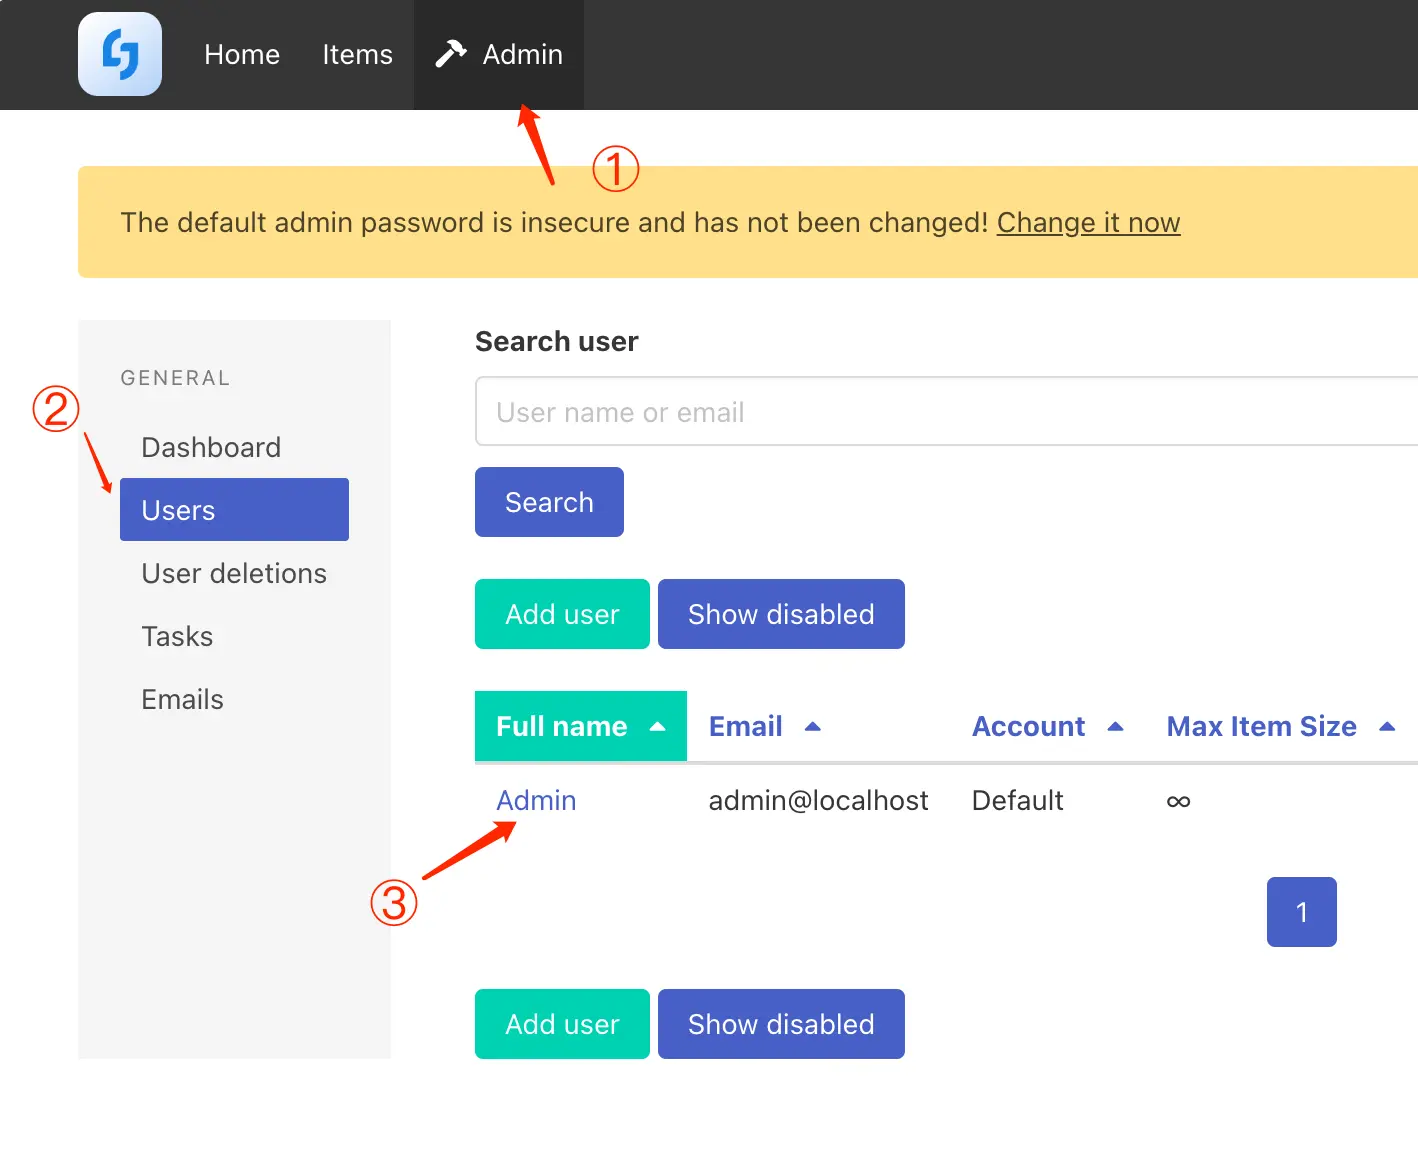 Home Items Admin
①
The default admin password is insecure and has not been changed! Change it now
GENERAL
②
Dashboard
Users
User deletions
Tasks
Emails
Search user
User name or email
Search
Add user Show disabled
Full name Email Account Max Item Size
Admin admin@localhost Default ∞
③
1
Add user Show disabled